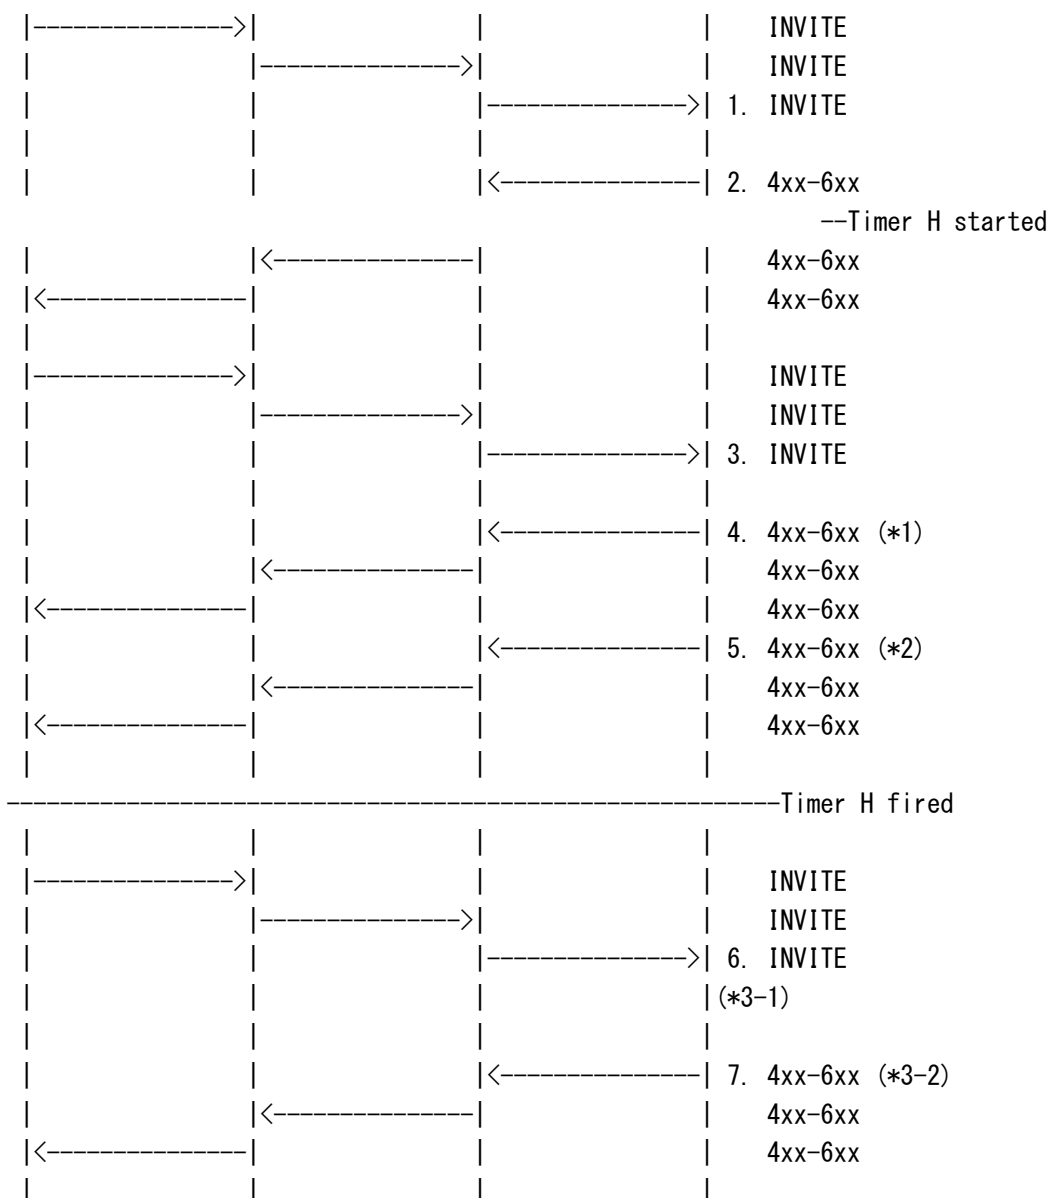 |--------------->| | | INVITE
| |--------------->| | INVITE
| | |--------------->| 1. INVITE
| | | |
| | |<---------------| 2. 4xx-6xx
--Timer H started
| |<---------------| | 4xx-6xx
|<---------------| | | 4xx-6xx
| | | |
|--------------->| | | INVITE
| |--------------->| | INVITE
| | |--------------->| 3. INVITE
| | | |
| | |<---------------| 4. 4xx-6xx (*1)
| |<---------------| | 4xx-6xx
|<---------------| | | 4xx-6xx
| | |<---------------| 5. 4xx-6xx (*2)
| |<---------------| | 4xx-6xx
|<---------------| | | 4xx-6xx
| | | |
----------------------------------------------------------Timer H fired
| | | |
|--------------->| | | INVITE
| |--------------->| | INVITE
| | |--------------->| 6. INVITE
| | | |(*3-1)
| | | |
| | |<---------------| 7. 4xx-6xx (*3-2)
| |<---------------| | 4xx-6xx
|<---------------| | | 4xx-6xx
| | | |